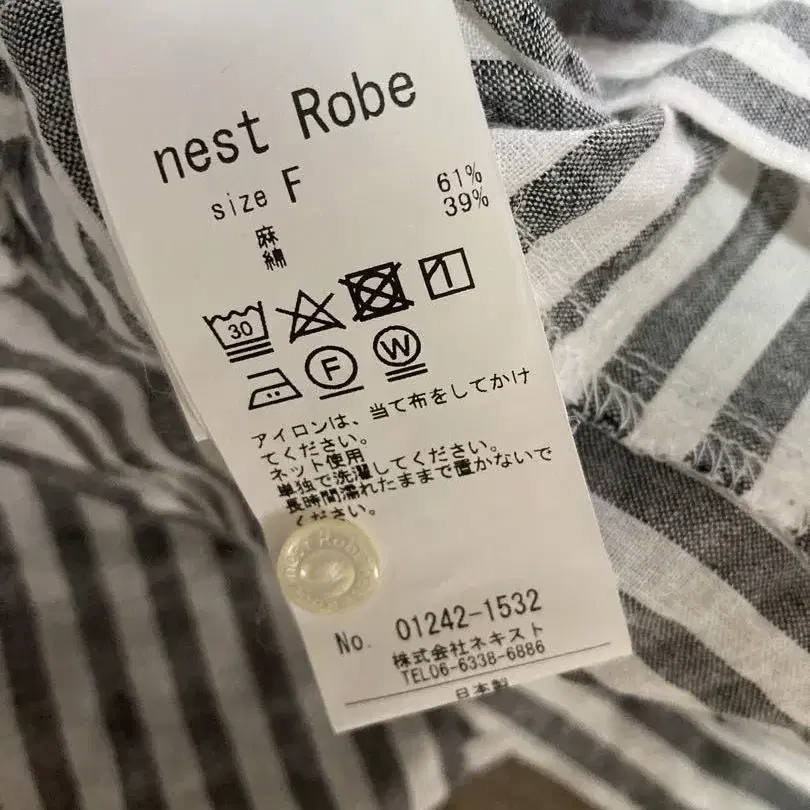 nest Robe
size F
麻 61%
綿 39%
30
F W
アイロンは、当て布をしてかけ
てください。
ネット使用
単独で洗濯してください。
長時間濡れたままで置かないで
ください。
nest Robe
No. 01242-1532
株式会社ネキスト
TEL06-6338-6886
日本製